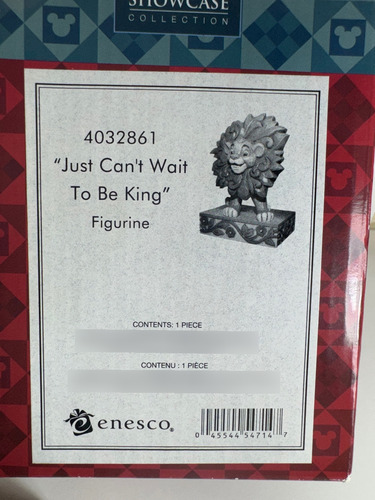 SHOWCASE
COLLECTION
4032861
“Just Can't Wait
To Be King”
Figurine
CONTENTS: 1 PIECE
CONTENU : 1 PIÈCE
enesco®
0 45544 54714 7